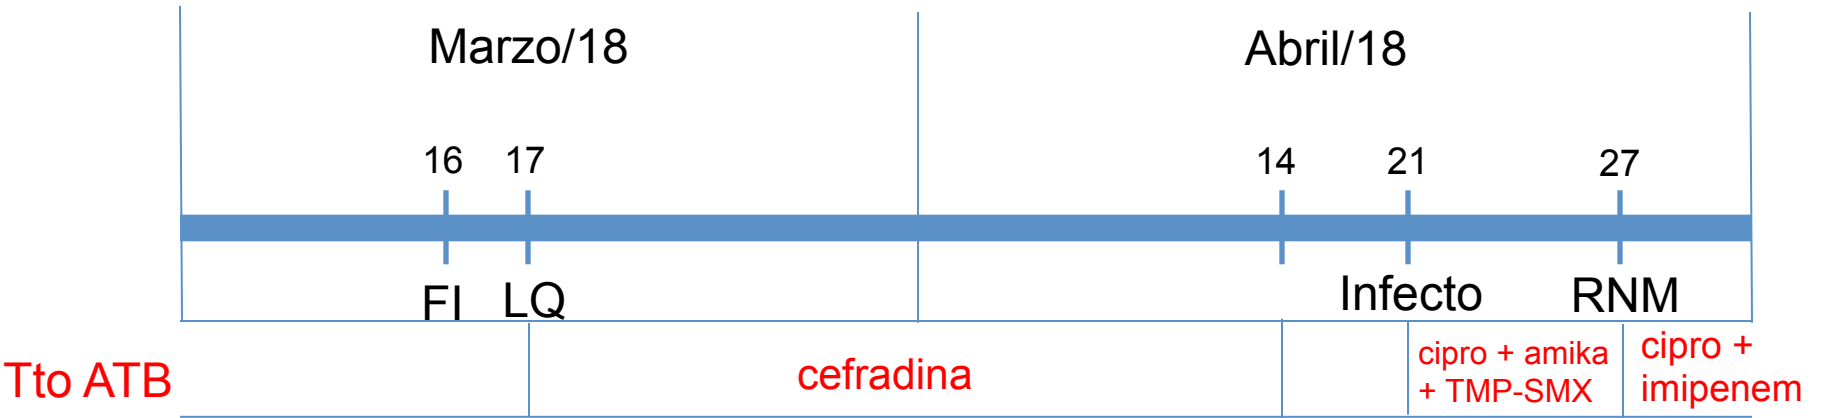 Marzo/18
Abril/18
16
17
14
21
27
FI
LQ
Infecto
RNM
Tto ATB
cefradina
cipro + amika
+ TMP-SMX
cipro +
imipenem